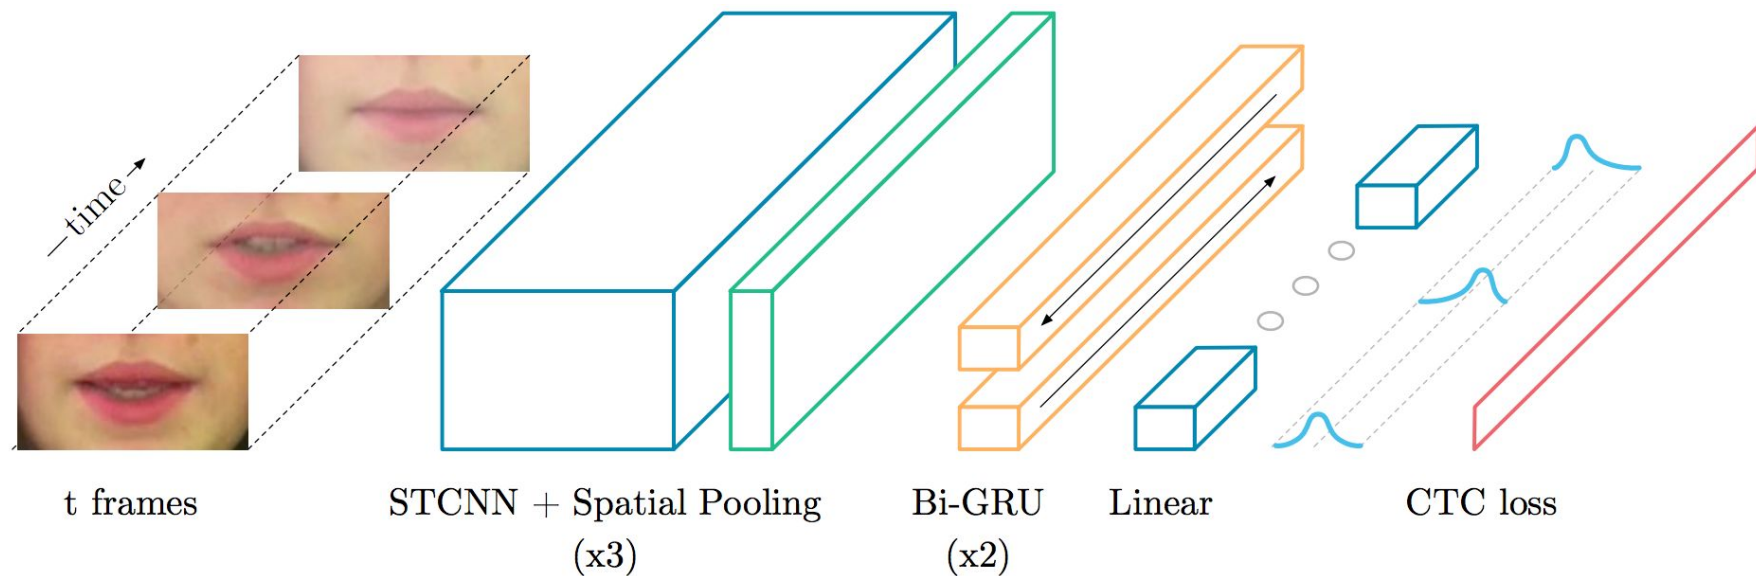 time
t frames
STCNN + Spatial Pooling
(x3)
Bi-GRU
(x2)
Linear
CTC loss